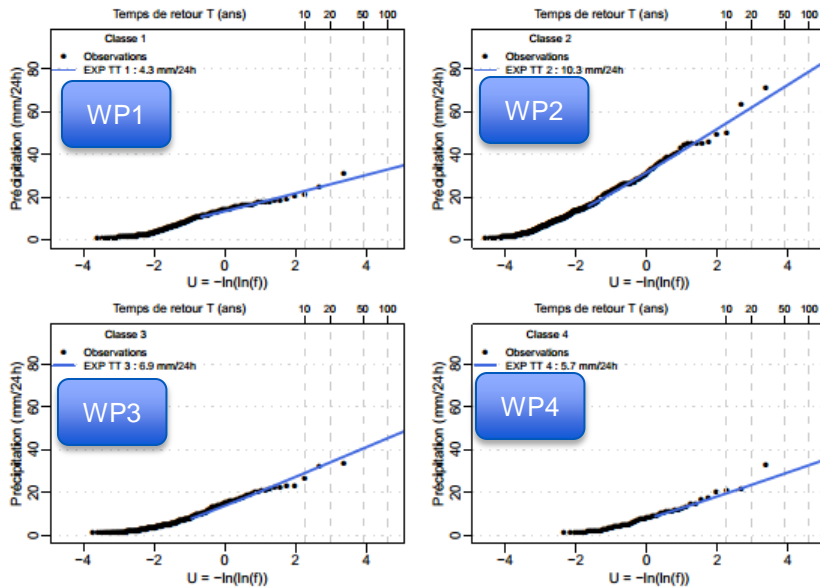 Temps de retour T (ans)
10 20 50 100
Classe 1
Observations
EXP TT 1 : 4.3 mm/24h
WP1
Précipitation (mm/24h)
0 20 40 60 80
−4 −2 0 2 4
U = −ln(ln(f))
Temps de retour T (ans)
10 20 50 100
Classe 2
Observations
EXP TT 2 : 10.3 mm/24h
WP2
Précipitation (mm/24h)
0 20 40 60 80
−4 −2 0 2 4
U = −ln(ln(f))
Temps de retour T (ans)
10 20 50 100
Classe 3
Observations
EXP TT 3 : 6.9 mm/24h
WP3
Précipitation (mm/24h)
0 20 40 60 80
−4 −2 0 2 4
U = −ln(ln(f))
Temps de retour T (ans)
10 20 50 100
Classe 4
Observations
EXP TT 4 : 5.7 mm/24h
WP4
Précipitation (mm/24h)
0 20 40 60 80
−4 −2 0 2 4
U = −ln(ln(f))